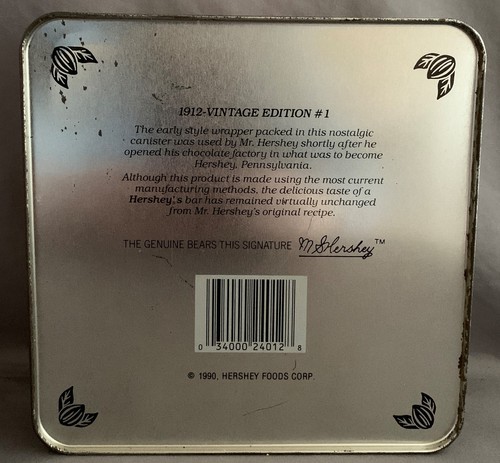 1912-VINTAGE EDITION #1
The early style wrapper packed in this nostalgic
canister was used by Mr. Hershey shortly after he
opened his chocolate factory in what was to become
Hershey, Pennsylvania.
Although this product is made using the most current
manufacturing methods, the delicious taste of a
Hershey's bar has remained virtually unchanged
from Mr. Hershey's original recipe.
THE GENUINE BEARS THIS SIGNATURE M.S. Hershey™
0 34000 24012 8
© 1990, HERSHEY FOODS CORP.